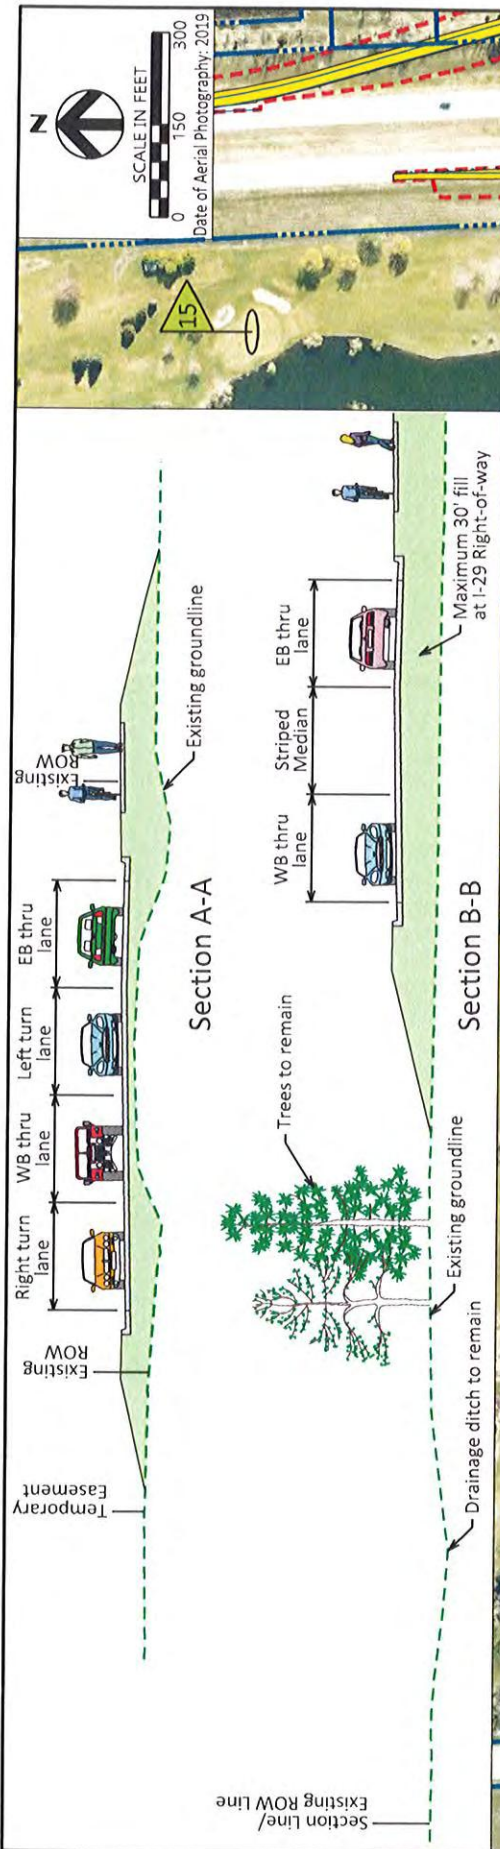 Temporary
Easement
Existing
ROW
Right turn
lane
WB thru
lane
Left turn
lane
EB thru
lane
Existing
ROW
Existing groundline
Section A-A
Section Line/
Existing ROW Line
Drainage ditch to remain
Existing groundline
Trees to remain
WB thru
lane
Striped
Median
EB thru
lane
Maximum 30' fill
at I-29 Right-of-way
Section B-B
N
SCALE IN FEET
0 150 300
Date of Aerial Photography: 2019
15